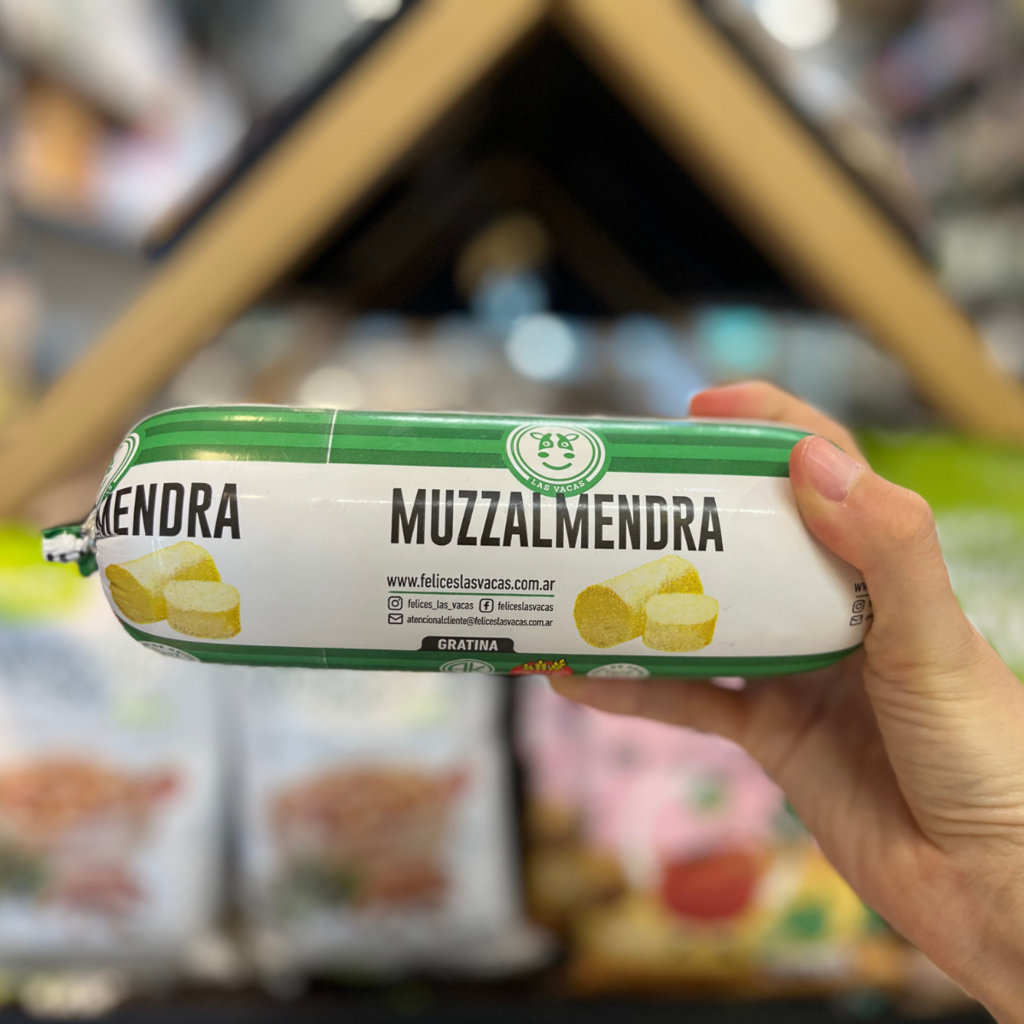 LAS VACAS
MENDRA
MUZZALMENDRA
www.feliceslasvacas.com.ar
felices_las_vacas feliceslasvacas
atencionalcliente@feliceslasvacas.com.ar
GRATINA